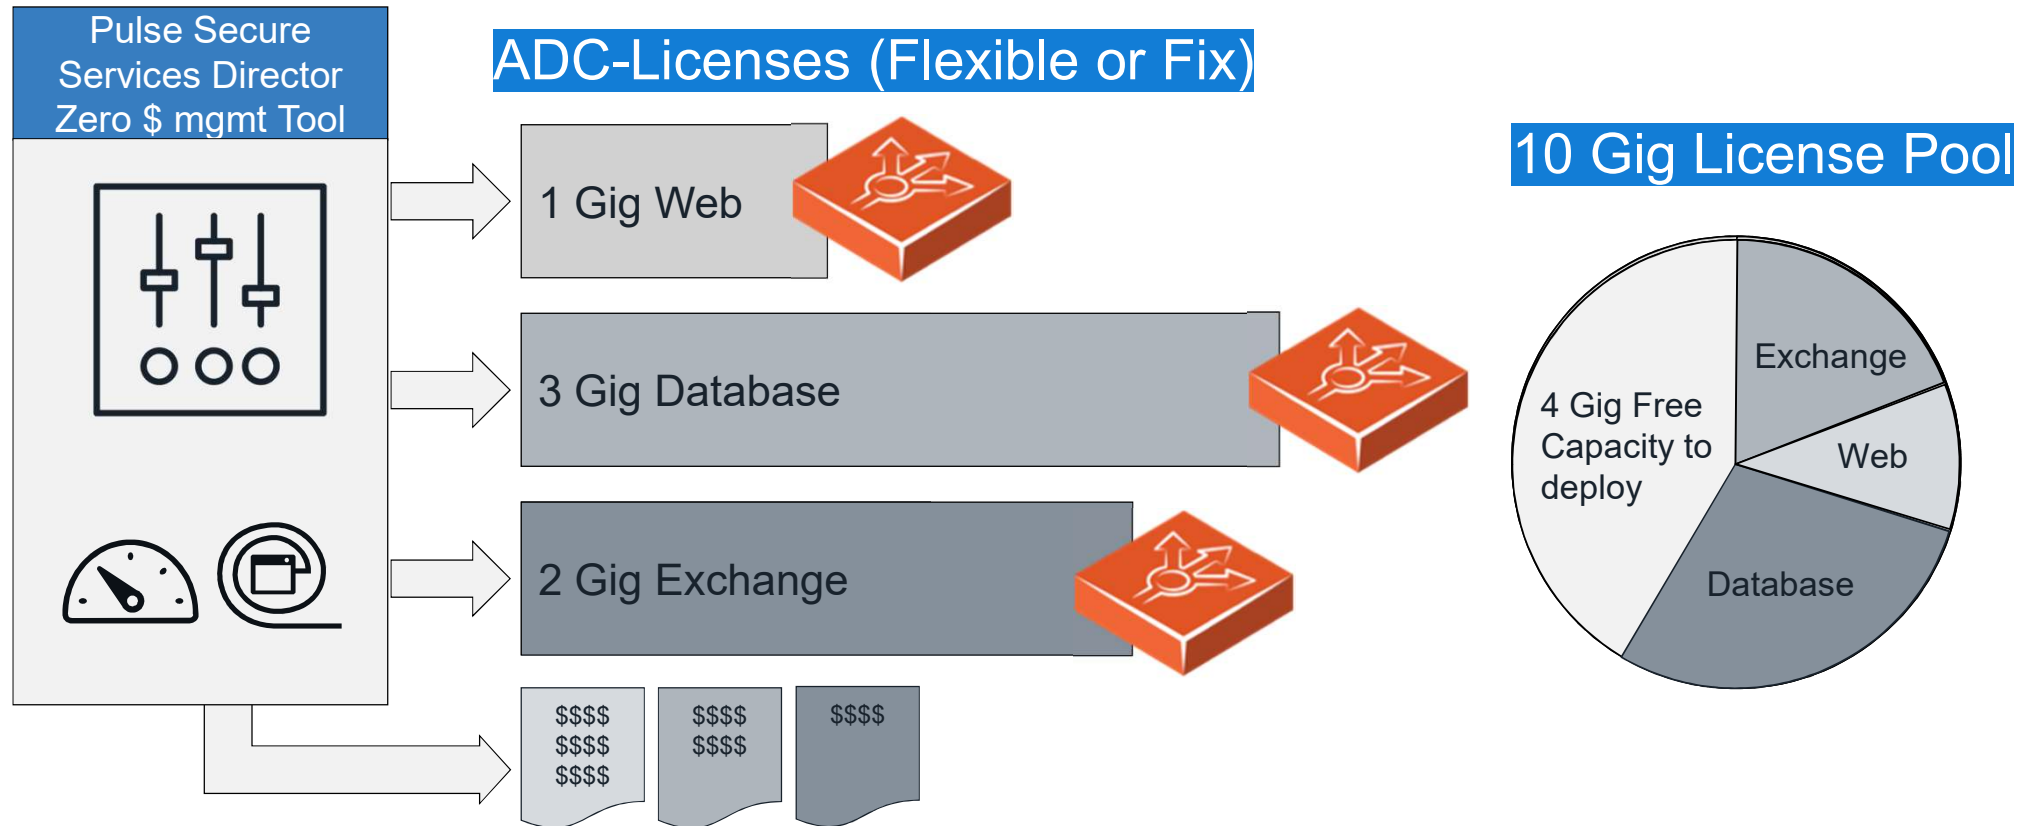 Pulse Secure
Services Director
Zero $ mgmt Tool
ADC-Licenses (Flexible or Fix)
1 Gig Web
3 Gig Database
2 Gig Exchange
$$$$
$$$$
$$$$
$$$$
$$$$
$$$$
10 Gig License Pool
Exchange
Web
Database
4 Gig Free
Capacity to
deploy